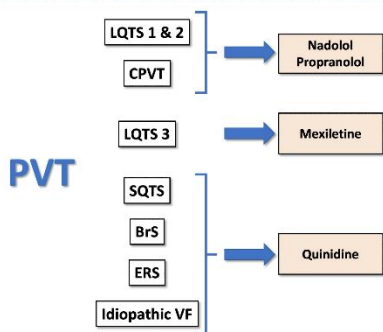 LQTS 1 & 2
CPVT
Nadolol
Propranolol
LQTS 3
Mexiletine
PVT
SQTS
BrS
ERS
Idiopathic VF
Quinidine